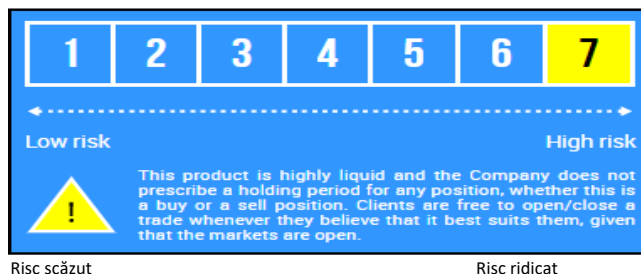 1 2 3 4 5 6 7
Low risk High risk
This product is highly liquid and the Company does not
prescribe a holding period for any position, whether this is
a buy or a sell position. Clients are free to open/close a
trade whenever they believe that it best suits them, given
that the markets are open.
!
Risc scăzut Risc ridicat